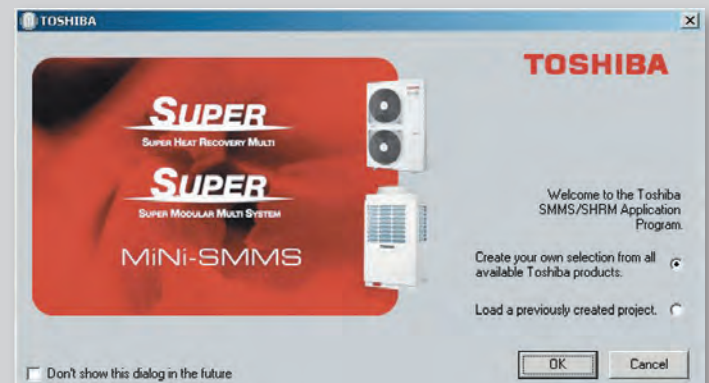 TOSHIBA
TOSHIBA
SUPER
SUPER HEAT RECOVERY MULTI
SUPER
SUPER MODULAR MULTI SYSTEM
MiNi-SMMS
Welcome to the Toshiba
SMMS/SHRM Application
Program.
Create your own selection from all
available Toshiba products.
Load a previously created project.
Don't show this dialog in the future
OK
Cancel